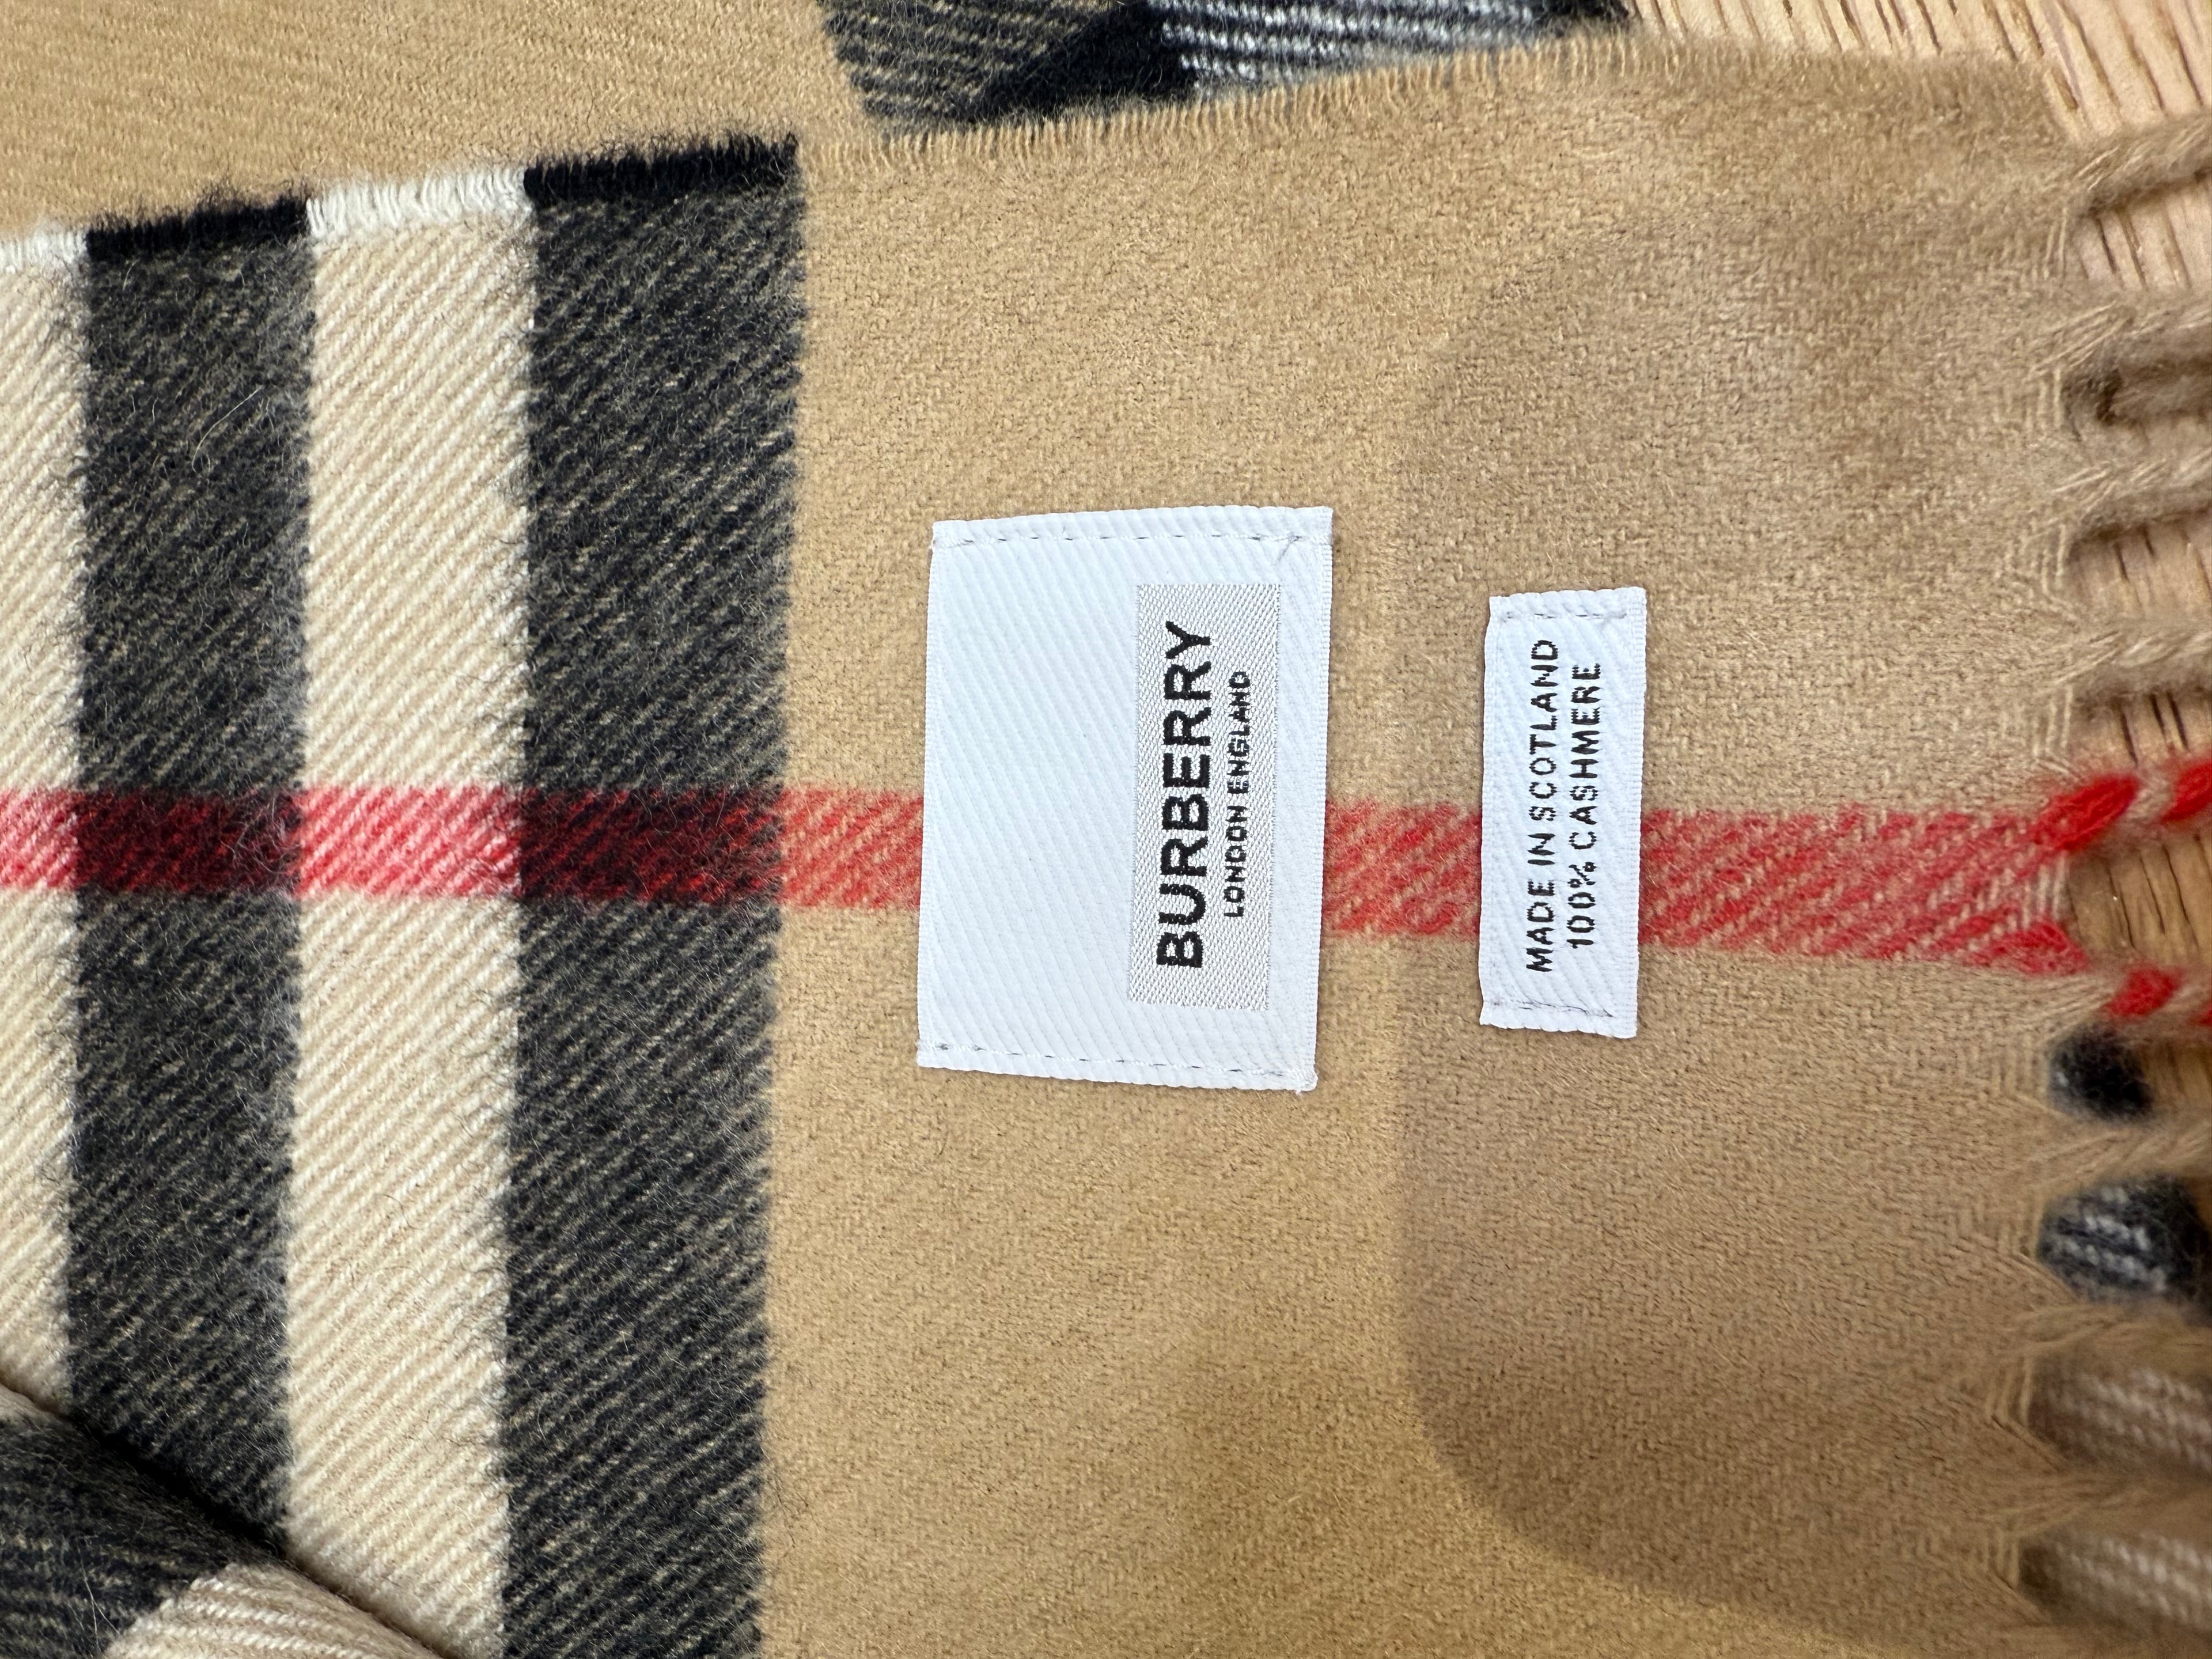 BURBERRY
LONDON ENGLAND
MADE IN SCOTLAND
100% CASHMERE